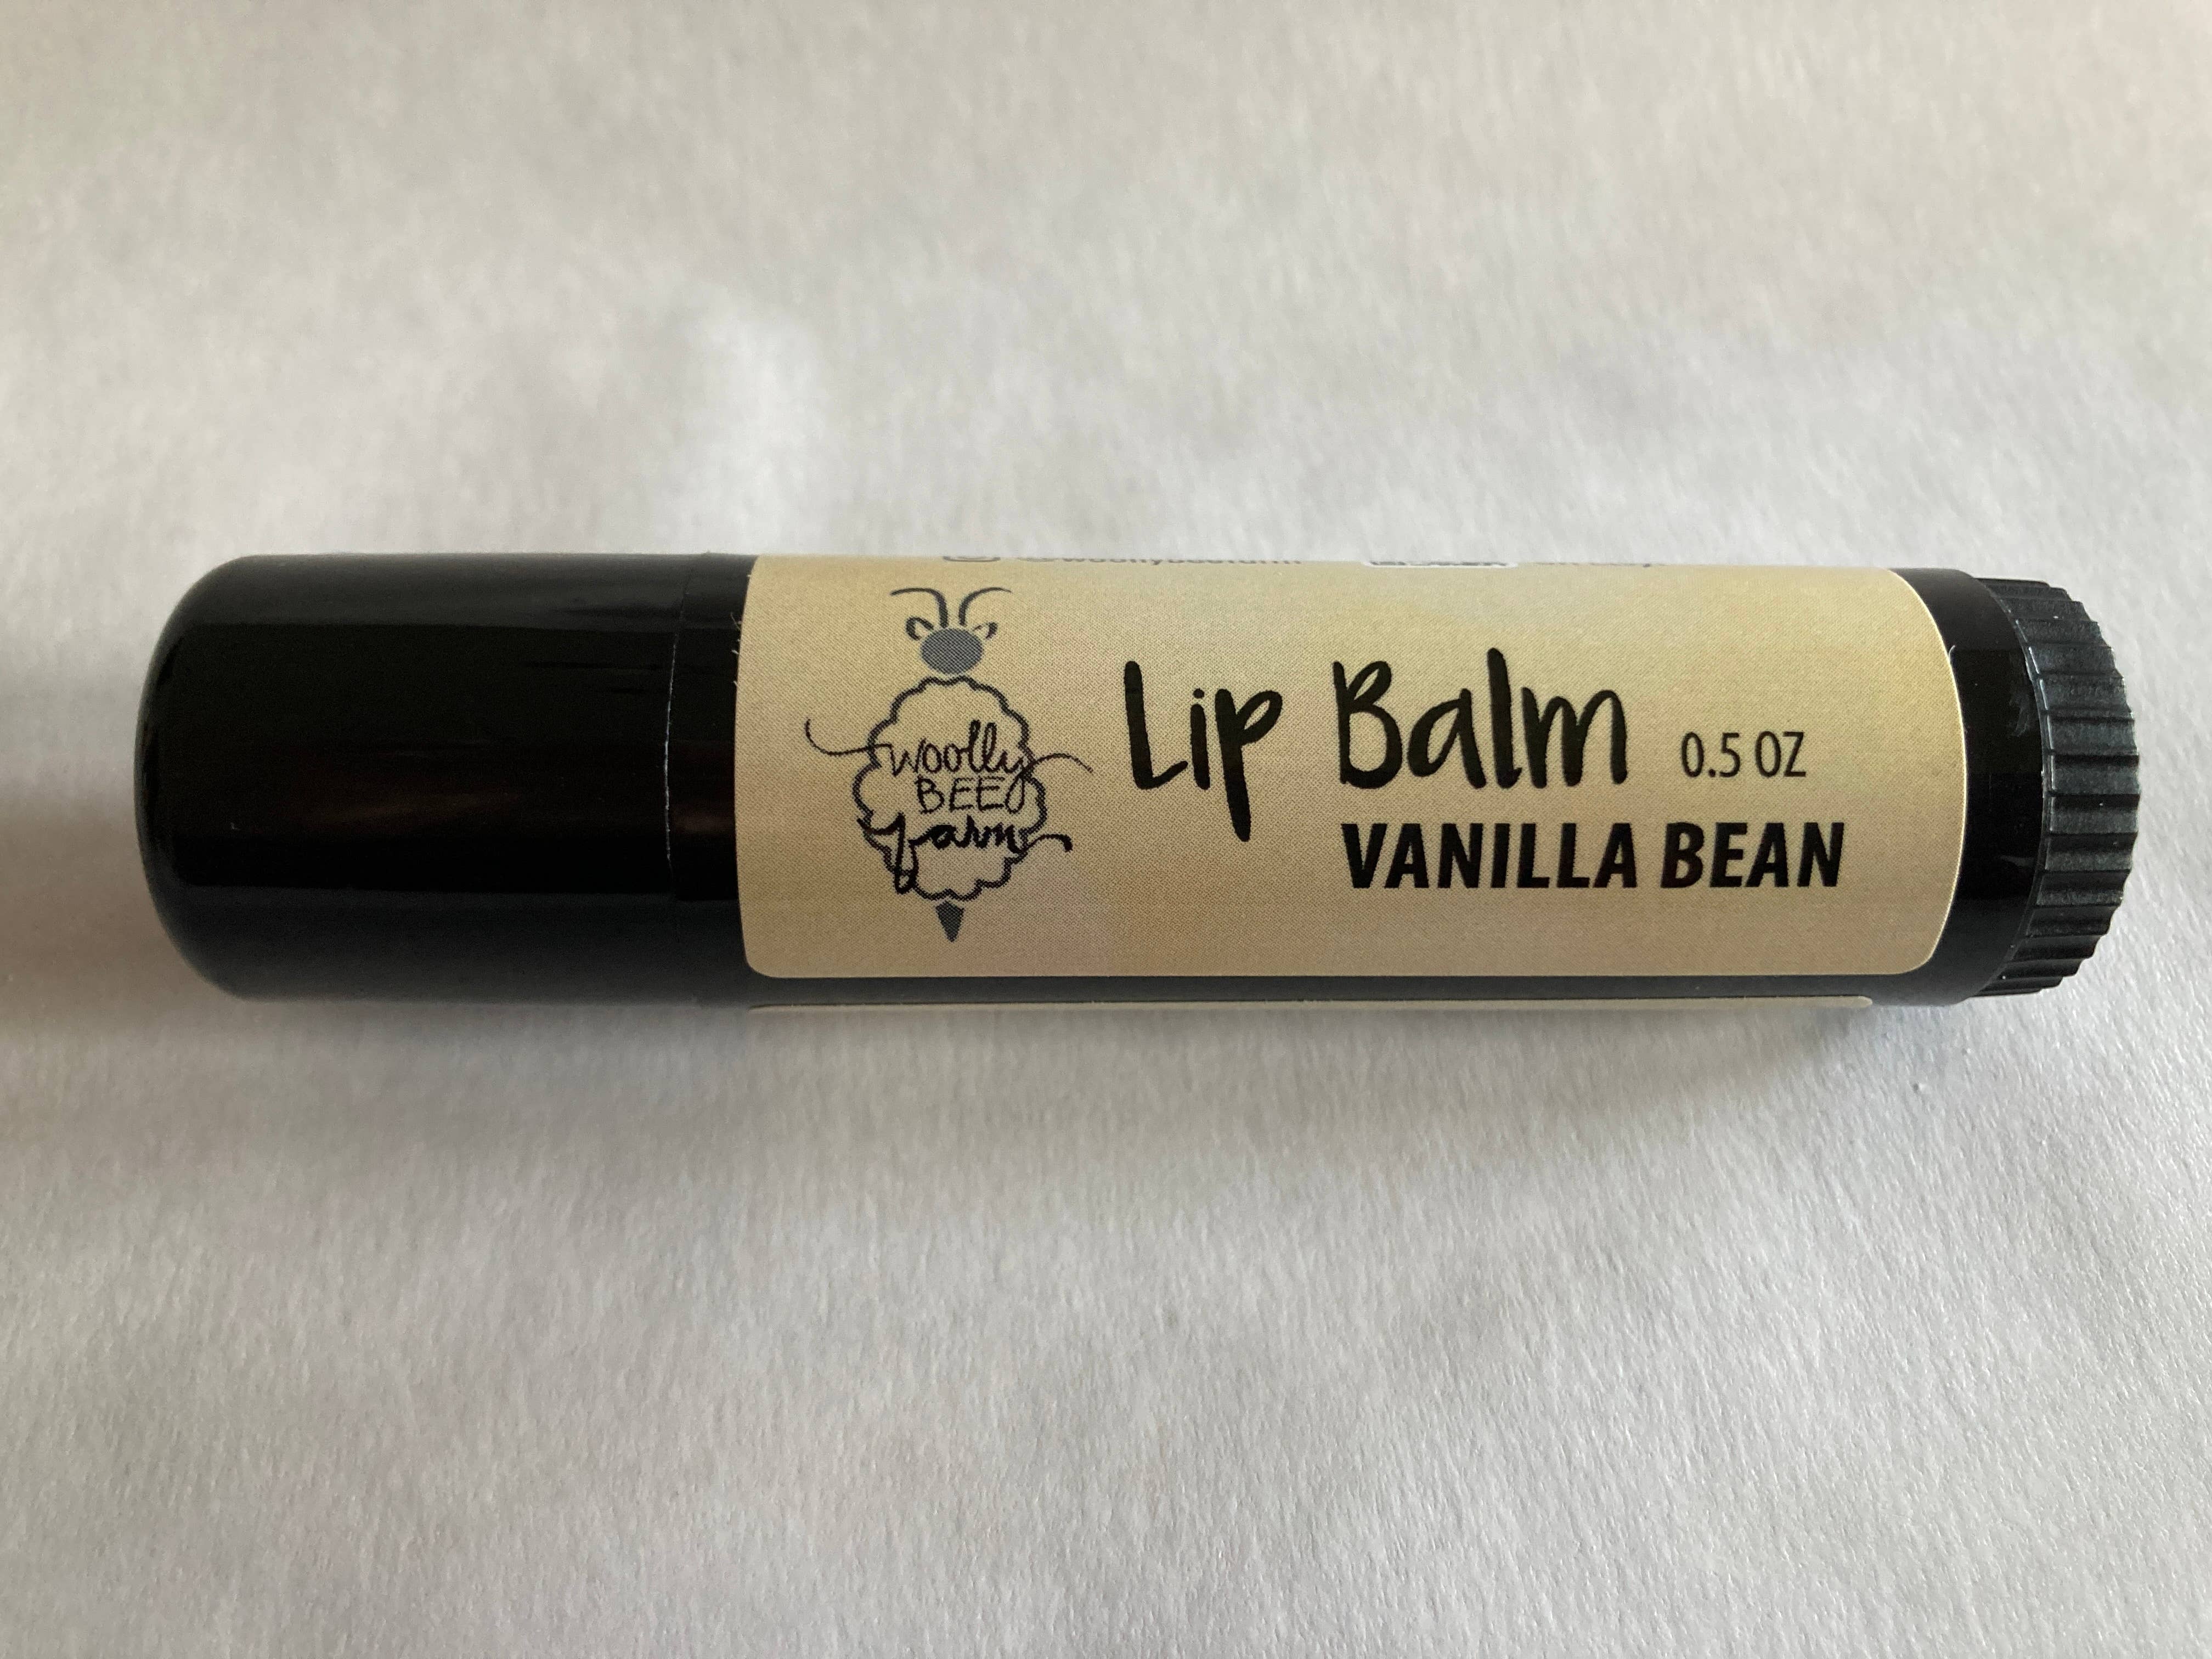 woolly
BEE
farm
Lip Balm 0.5 OZ
VANILLA BEAN